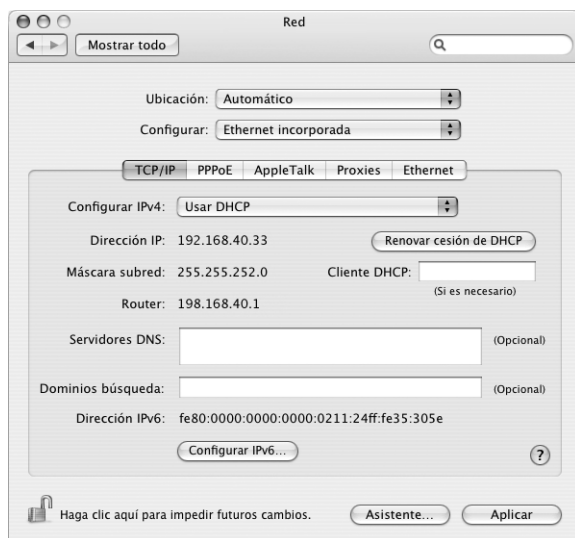 Red
Mostrar todo
Ubicación: Automático
Configurar: Ethernet incorporada
TCP/IP PPPoE AppleTalk Proxies Ethernet
Configurar IPv4: Usar DHCP
Dirección IP: 192.168.40.33 Renovar cesión de DHCP
Máscara subred: 255.255.252.0 Cliente DHCP:
(Si es necesario)
Router: 198.168.40.1
Servidores DNS: (Opcional)
Dominios búsqueda: (Opcional)
Dirección IPv6: fe80:0000:0000:0000:0211:24ff:fe35:305e
Configurar IPv6... ?
Haga clic aquí para impedir futuros cambios. Asistente... Aplicar